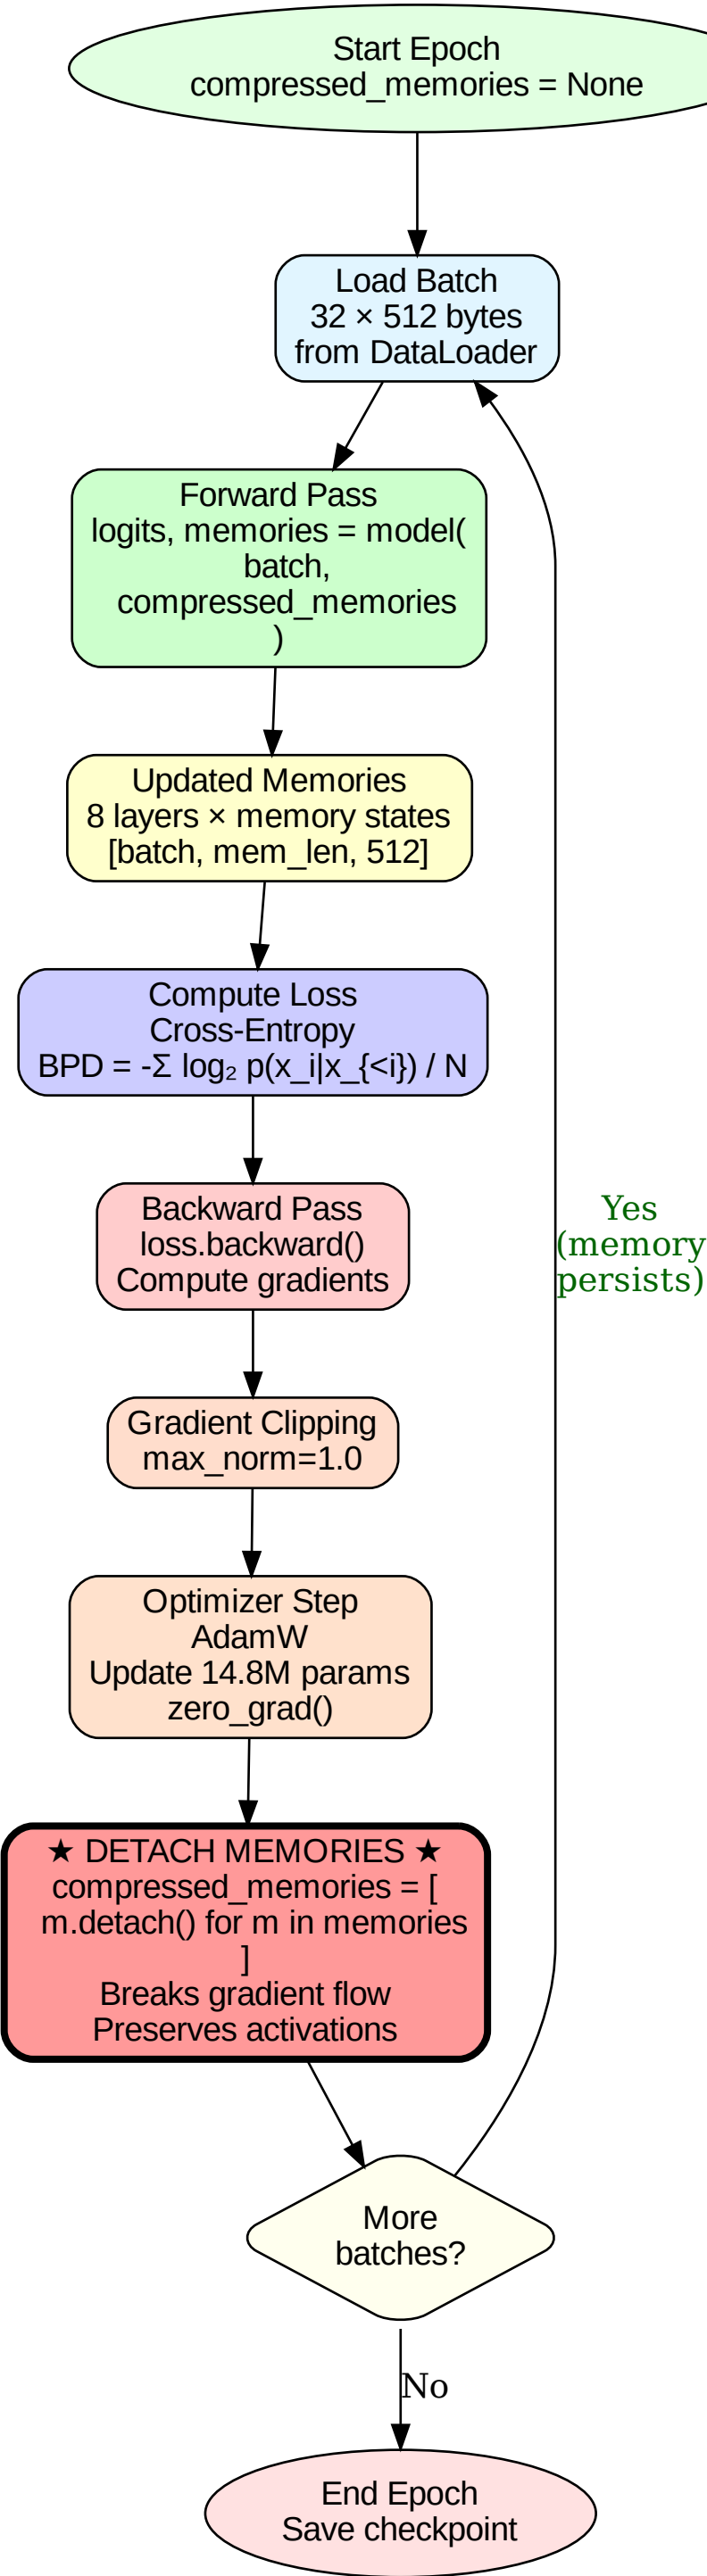 Start Epoch
compressed_memories = None
Load Batch
32 × 512 bytes
from DataLoader
Forward Pass
logits, memories = model(
batch,
compressed_memories
)
Updated Memories
8 layers × memory states
[batch, mem_len, 512]
Compute Loss
Cross-Entropy
BPD = -Σ log₂ p(x_i|x_{<i}) / N
Backward Pass
loss.backward()
Compute gradients
Yes
(memory
persists)
Gradient Clipping
max_norm=1.0
Optimizer Step
AdamW
Update 14.8M params
zero_grad()
★ DETACH MEMORIES ★
compressed_memories = [
m.detach() for m in memories
]
Breaks gradient flow
Preserves activations
More
batches?
No
End Epoch
Save checkpoint